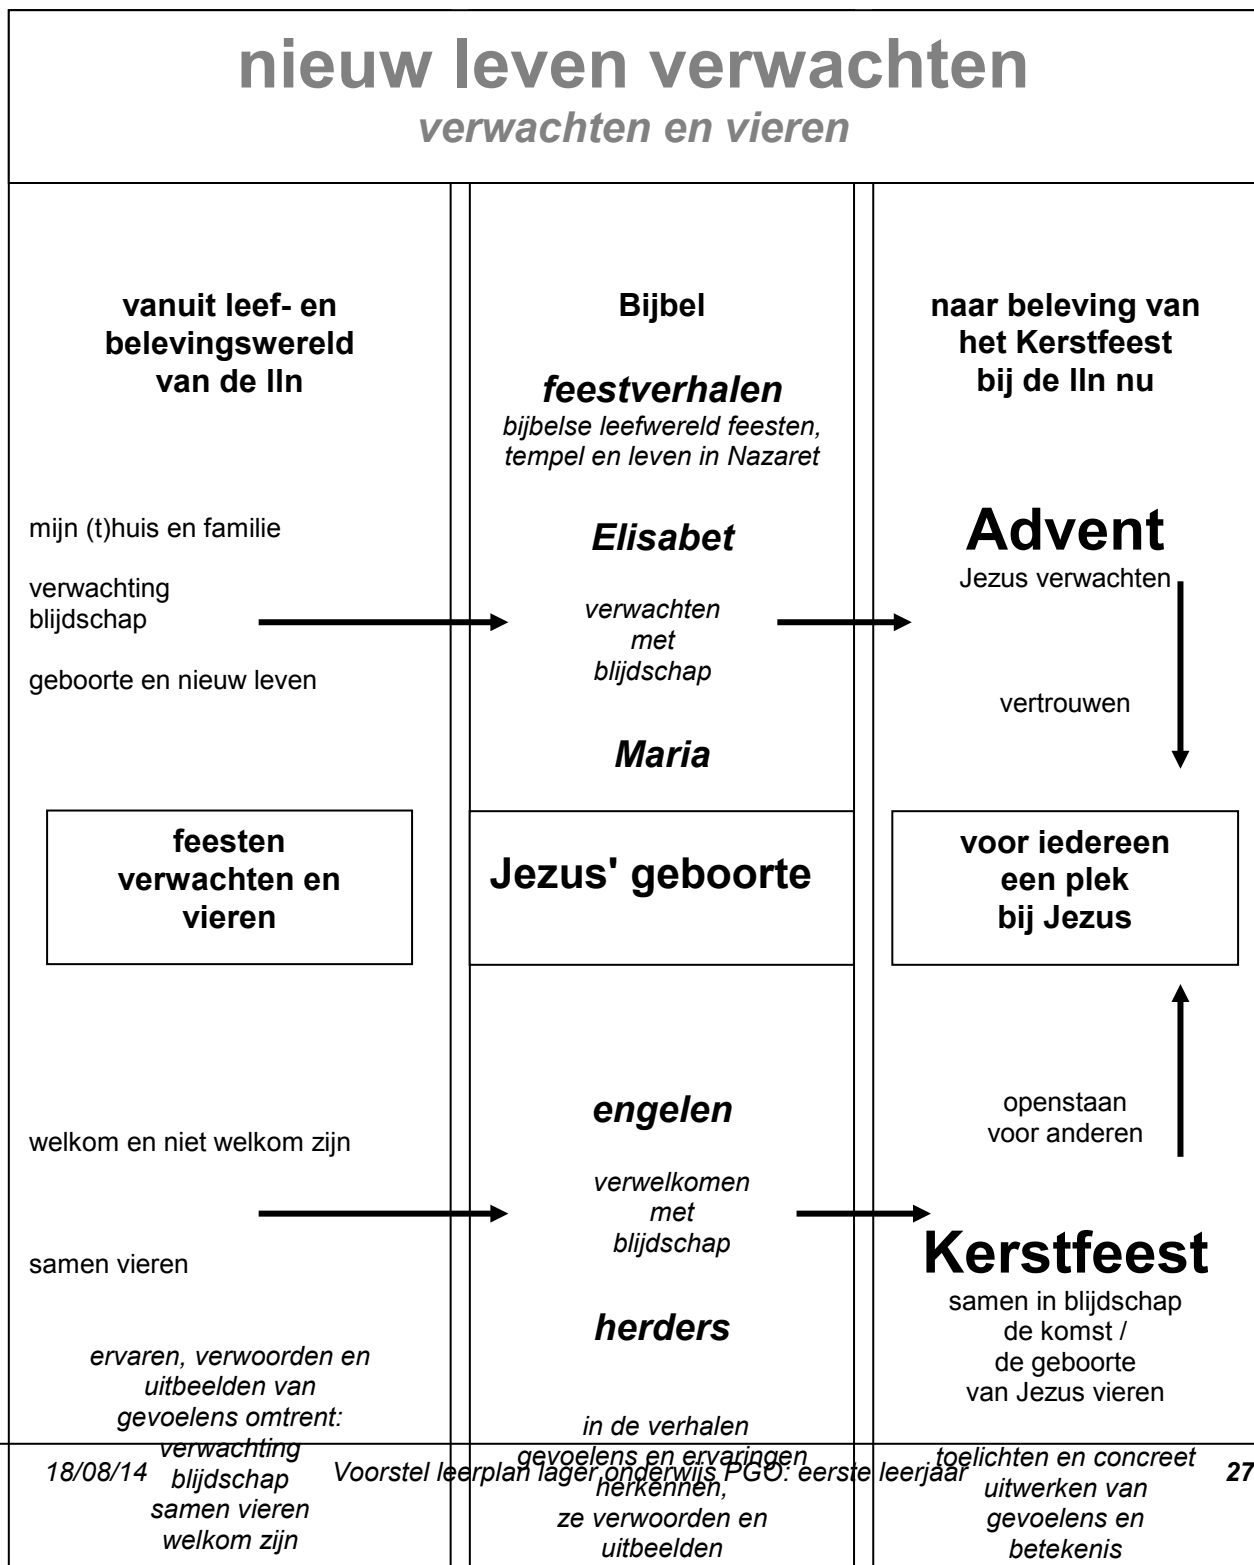 nieuw leven verwachten
verwachten en vieren
vanuit leef- en
belevingswereld
van de lln
mijn (t)huis en familie
verwachting
blijdschap
geboorte en nieuw leven
feesten
verwachten en
vieren
welkom en niet welkom zijn
samen vieren
ervaren, verwoorden en
uitbeelden van
gevoelens omtrent:
verwachting
blijdschap
samen vieren
welkom zijn
Bijbel
feestverhalen
bijbelse leefwereld feesten,
tempel en leven in Nazaret
Elisabet
verwachten
met
blijdschap
Maria
Jezus' geboorte
engelen
verwelkomen
met
blijdschap
herders
in de verhalen
gevoelens en ervaringen
herkennen,
ze verwoorden en
uitbeelden
naar beleving van
het Kerstfeest
bij de lln nu
Advent
Jezus verwachten
vertrouwen
voor iedereen
een plek
bij Jezus
openstaan
voor anderen
Kerstfeest
samen in blijdschap
de komst /
de geboorte
van Jezus vieren
toelichten en concreet
uitwerken van
gevoelens en
betekenis
18/08/14 Voorstel leerplan lager onderwijs PGO: eerste leerjaar 27